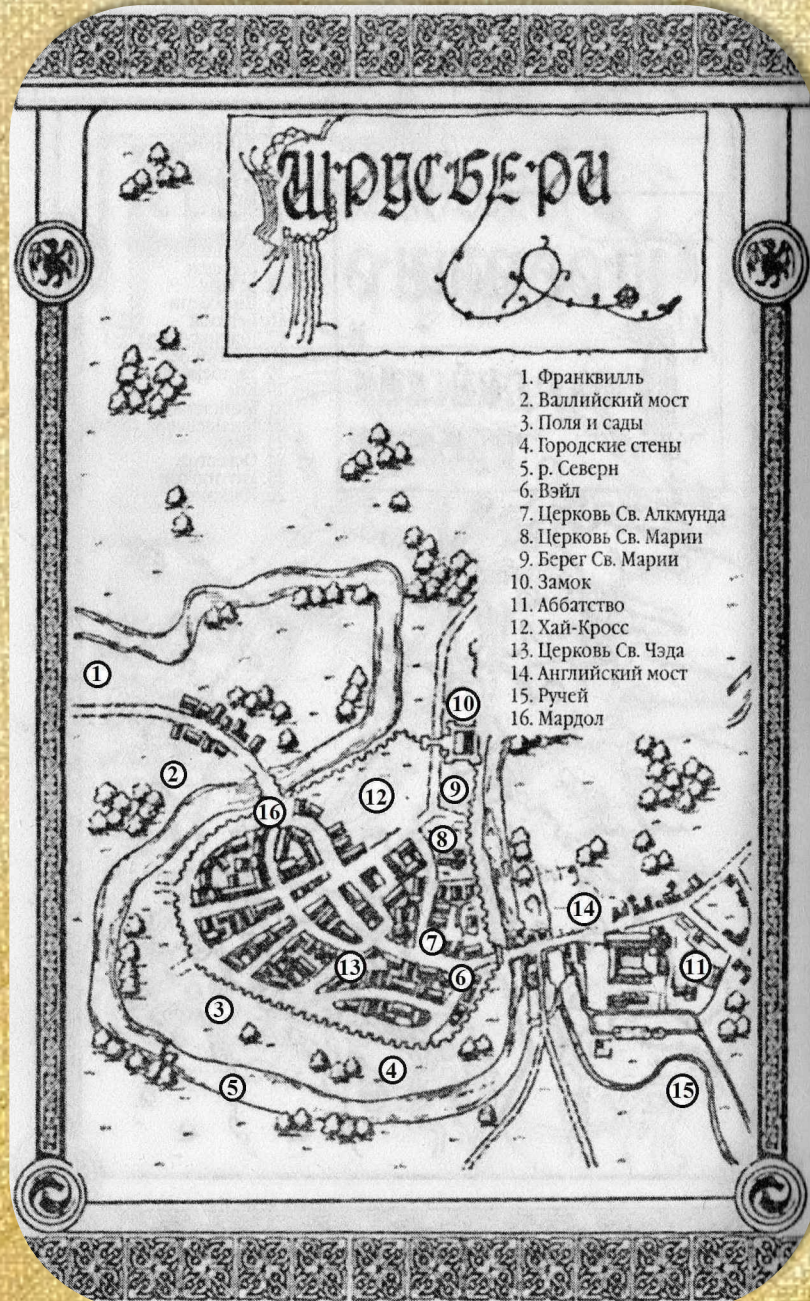 Шрусбери
1. Франквилль
2. Валлийский мост
3. Поля и сады
4. Городские стены
5. р. Северн
6. Вэйл
7. Церковь Св. Алкмунда
8. Церковь Св. Марии
9. Берег Св. Марии
10. Замок
11. Аббатство
12. Хай-Кросс
13. Церковь Св. Чэда
14. Английский мост
15. Ручей
16. Мардол
1
10
2
12
9
16
8
14
7
13
11
6
3
4
5
15